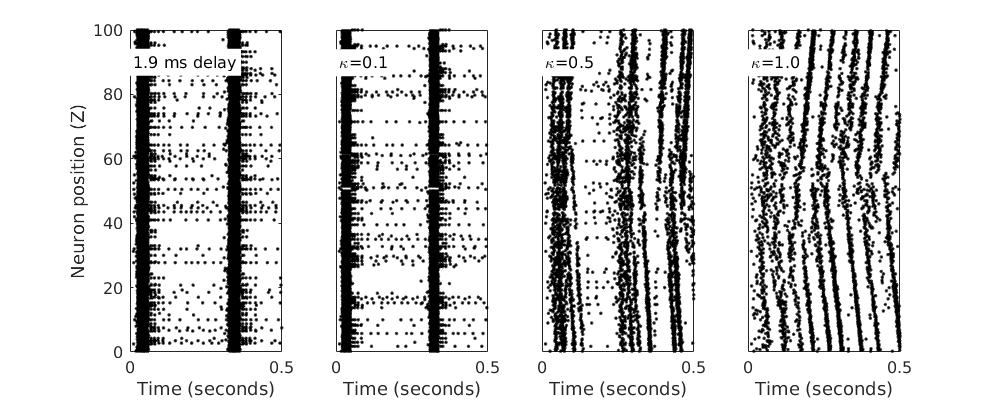 100
80
60
40
20
0
Neuron position (Z)
1.9 ms delay
κ=0.1
κ=0.5
κ=1.0
0 0.5 0 0.5 0 0.5 0 0.5
Time (seconds) Time (seconds) Time (seconds) Time (seconds)